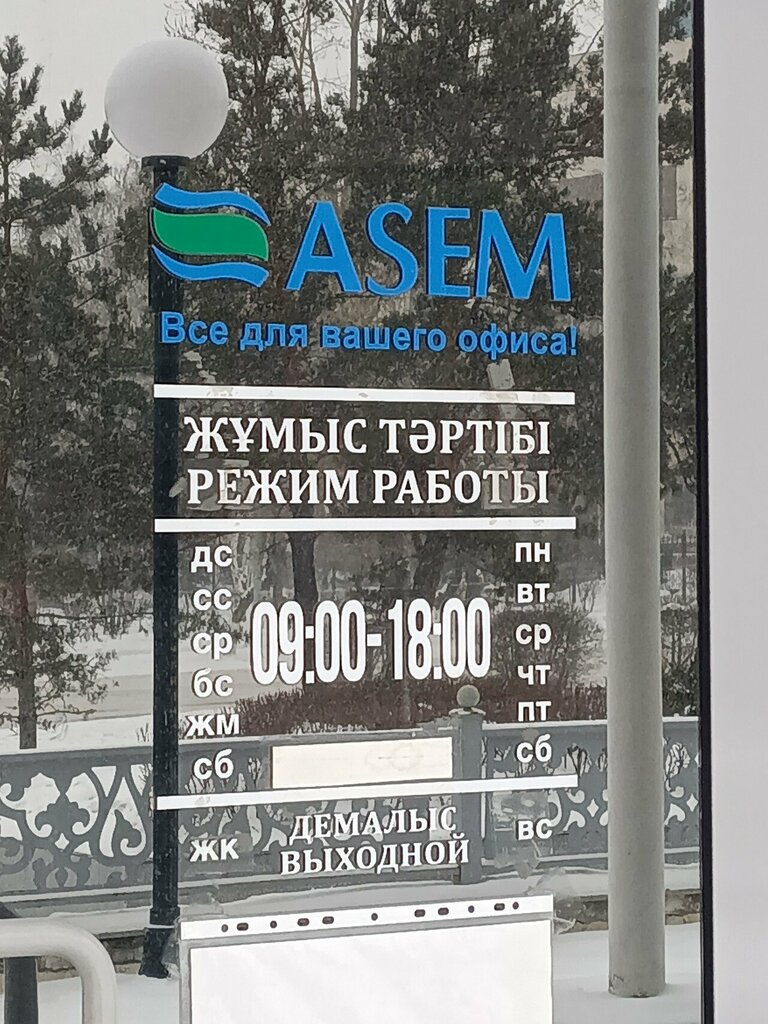 ASEM
Все для вашего офиса!
ЖҰМЫС ТӘРТІБІ
РЕЖИМ РАБОТЫ
дс пн
сс вт
ср ср
09:00-18:00
бс чт
жм пт
сб сб
жк ДЕМАЛЫС вс
ВЫХОДНОЙ